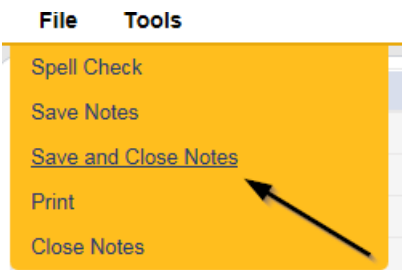 File Tools
Spell Check
Save Notes
Save and Close Notes
Print
Close Notes